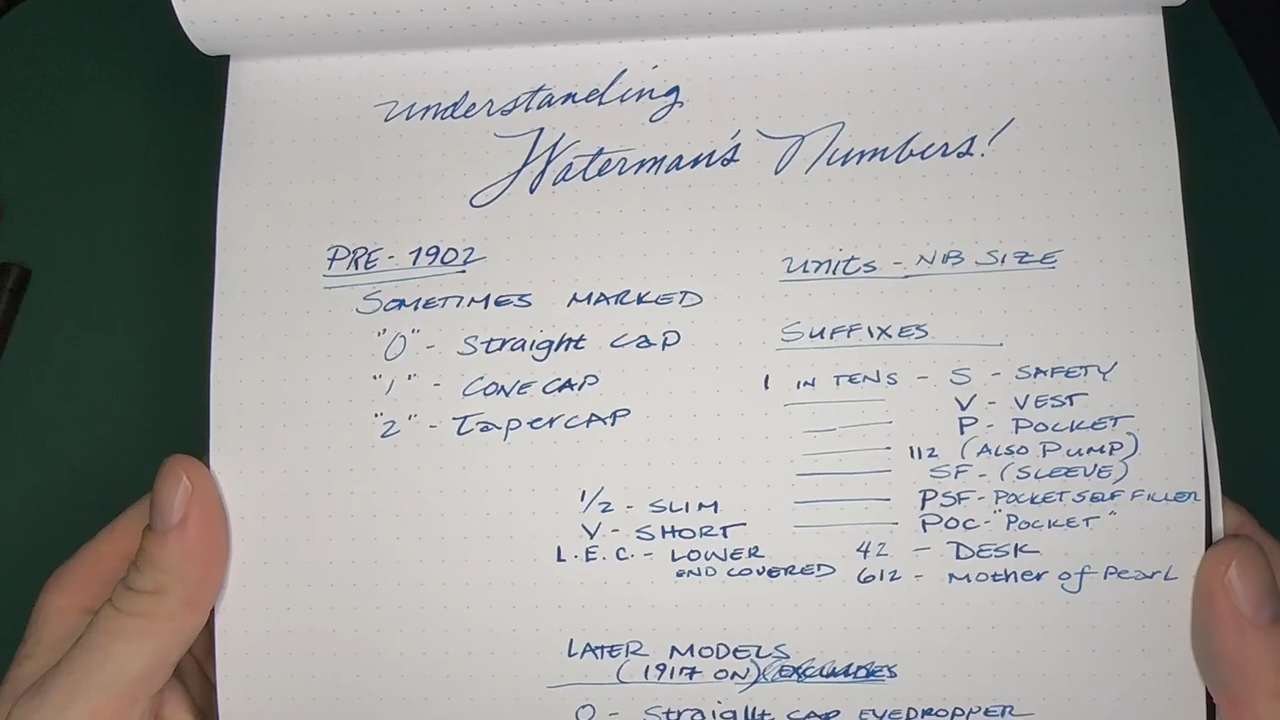 understanding
Waterman's Numbers!
PRE-1902
SOMETIMES MARKED
"0" - Straight CAP
"1" - CONE CAP
"2" - TaperCAP
Units - NIB SIZE
SUFFIXES
1 IN TENS - S - SAFETY
V - VEST
P - POCKET
112 (ALSO PUMP)
SF - (SLEEVE)
PSF - POCKET SELF FILLER
POC - "POCKET"
42 - DESK
612 - Mother of Pearl
1/2 - SLIM
V - SHORT
L.E.C. - LOWER
END COVERED
LATER MODELS
(1917 ON)
0 - Straight CAP EYEDROPPER